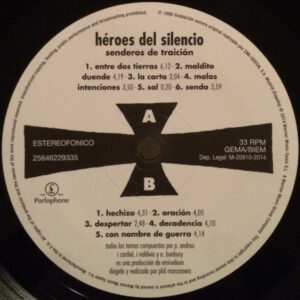 héroes del silencio
senderos de traición
1. entre dos tierras 6,12 · 2. maldito
duende 4,19 · 3. la carta 3,04 · 4. malas
intenciones 3,50 · 5. sal 0,20 · 6. senda 3,59
A
ESTEREOFONICO
25646229335
33 RPM
GEMA/BIEM
Dep. Legal: M-20910-2014
B
Parlophone
1. hechizo 4,31 · 2. oración 4,05
3. despertar 2,48 · 4. decadencia 4,10
5. con nombre de guerra 4,14
todos los temas compuestos por p. andreu
j. cardiel, j. valdivia y e. bunbury
es una producción de emi-odeon
dirigida y realizada por phil manzanera